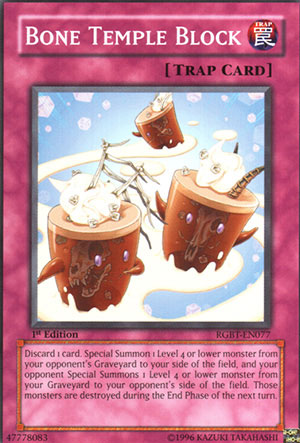 BONE TEMPLE BLOCK
TRAP
罠
[TRAP CARD]
1st Edition
RGBT-EN077
Discard 1 card. Special Summon 1 Level 4 or lower monster from
your opponent's Graveyard to your side of the field, and your
opponent Special Summons 1 Level 4 or lower monster from
your Graveyard to your opponent's side of the field. Those
monsters are destroyed during the End Phase of the next turn.
47778083
©1996 KAZUKI TAKAHASHI